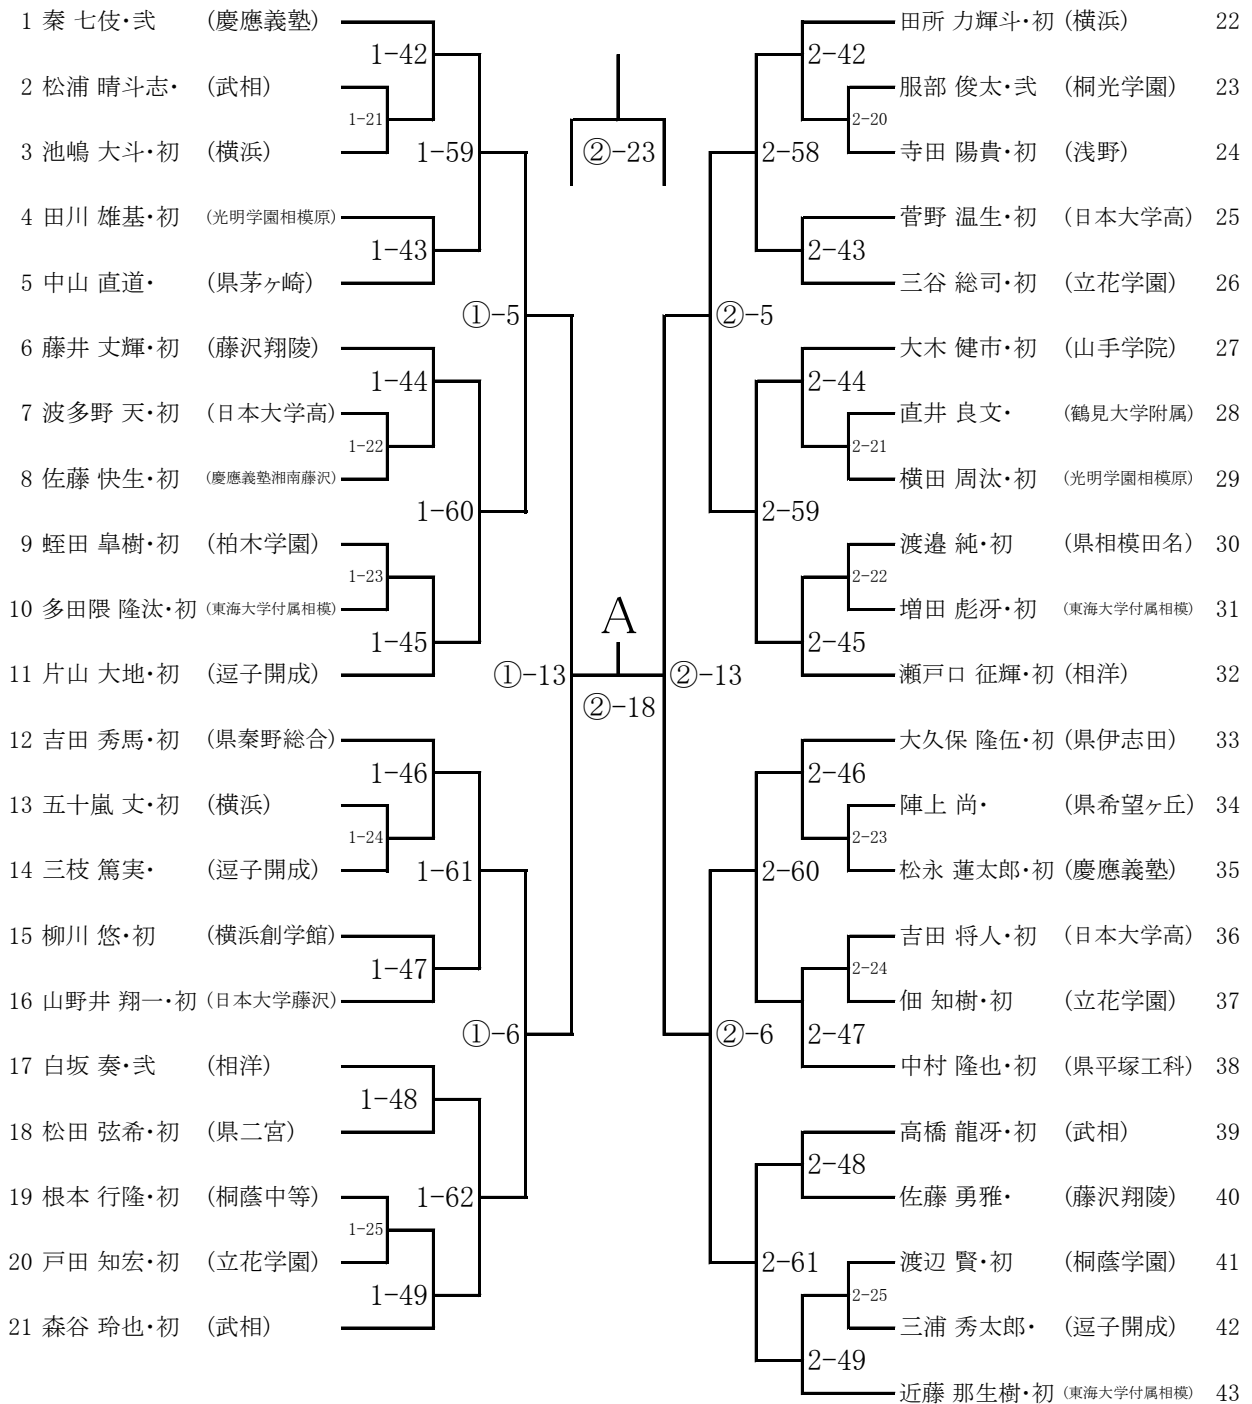 1 秦 七伎・弐 (慶應義塾)
1-42
2 松浦 晴斗志・ (武相)
1-21
3 池嶋 大斗・初 (横浜)
1-59
4 田川 雄基・初 (光明学園相模原)
1-43
5 中山 直道・ (県茅ヶ崎)
①-5
6 藤井 丈輝・初 (藤沢翔陵)
1-44
7 波多野 天・初 (日本大学高)
1-22
8 佐藤 快生・初 (慶應義塾湘南藤沢)
1-60
9 蛭田 皐樹・初 (柏木学園)
1-23
10 多田隈 隆汰・初 (東海大学付属相模)
1-45
11 片山 大地・初 (逗子開成)
①-13
12 吉田 秀馬・初 (県秦野総合)
1-46
13 五十嵐 丈・初 (横浜)
1-24
14 三枝 篤実・ (逗子開成)
1-61
15 柳川 悠・初 (横浜創学館)
1-47
16 山野井 翔一・初 (日本大学藤沢)
①-6
17 白坂 奏・弐 (相洋)
1-48
18 松田 弦希・初 (県二宮)
19 根本 行隆・初 (桐蔭中等)
1-62
1-25
20 戸田 知宏・初 (立花学園)
1-49
21 森谷 玲也・初 (武相)
②-23
A
②-18
田所 力輝斗・初 (横浜) 22
2-42
服部 俊太・弐 (桐光学園) 23
2-20
寺田 陽貴・初 (浅野) 24
2-58
菅野 温生・初 (日本大学高) 25
2-43
三谷 総司・初 (立花学園) 26
②-5
大木 健市・初 (山手学院) 27
2-44
直井 良文・ (鶴見大学附属) 28
2-21
横田 周汰・初 (光明学園相模原) 29
2-59
渡邉 純・初 (県相模田名) 30
2-22
増田 彪冴・初 (東海大学付属相模) 31
2-45
瀬戸口 征輝・初 (相洋) 32
②-13
大久保 隆伍・初 (県伊志田) 33
2-46
陣上 尚・ (県希望ヶ丘) 34
2-23
松永 蓮太郎・初 (慶應義塾) 35
2-60
吉田 将人・初 (日本大学高) 36
2-24
佃 知樹・初 (立花学園) 37
②-6
2-47
中村 隆也・初 (県平塚工科) 38
高橋 龍冴・初 (武相) 39
2-48
佐藤 勇雅・ (藤沢翔陵) 40
2-61
渡辺 賢・初 (桐蔭学園) 41
2-25
三浦 秀太郎・ (逗子開成) 42
2-49
近藤 那生樹・初 (東海大学付属相模) 43